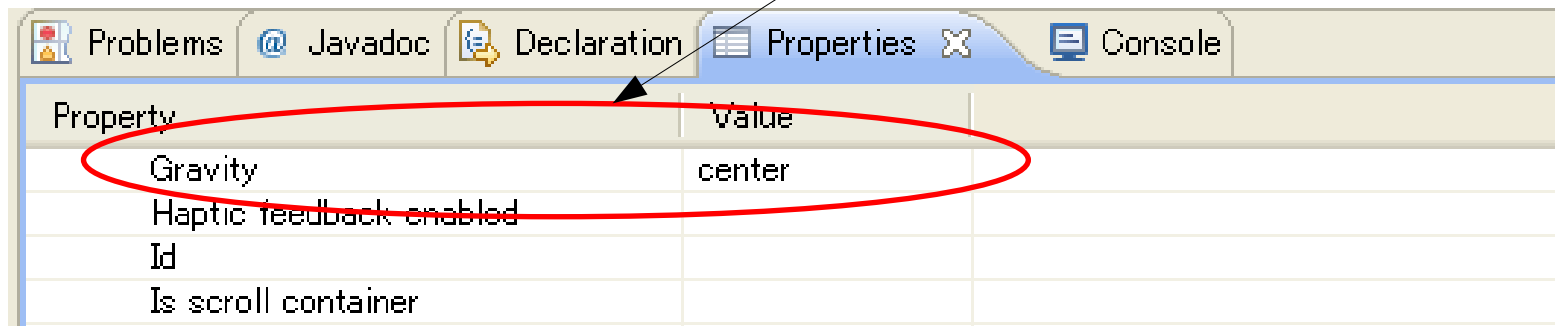 Problems @ Javadoc Declaration Properties Console
Property Value
Gravity center
Haptic feedback enabled
Id
Is scroll container